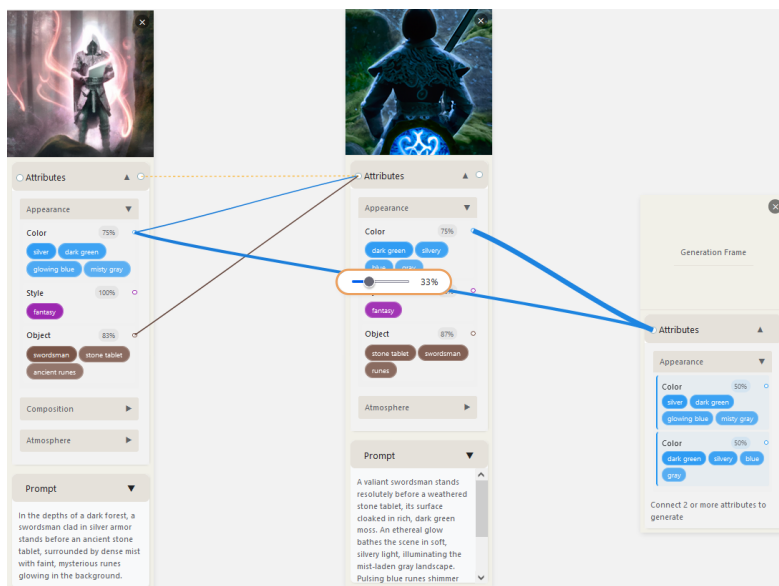 Attributes
Appearance
Color 75%
silver dark green
glowing blue misty gray
Style 100%
fantasy
Object 83%
swordsman stone tablet
ancient runes
Composition
Atmosphere
Prompt
In the depths of a dark forest, a
swordsman clad in silver armor
stands before an ancient stone
tablet, surrounded by dense mist
with faint, mysterious runes
glowing in the background.
Attributes
Appearance
Color 75%
dark green silvery
blue gray
33%
fantasy
Object 87%
stone tablet swordsman
runes
Atmosphere
Prompt
A valiant swordsman stands
resolutely before a weathered
stone tablet, its surface
cloaked in rich, dark green
moss. An ethereal glow
bathes the scene in soft,
silvery light, illuminating the
mist-laden gray landscape.
Pulsing blue runes shimmer
Generation Frame
Attributes
Appearance
Color 50%
silver dark green
glowing blue misty gray
Color 50%
dark green silvery blue
gray
Connect 2 or more attributes to
generate